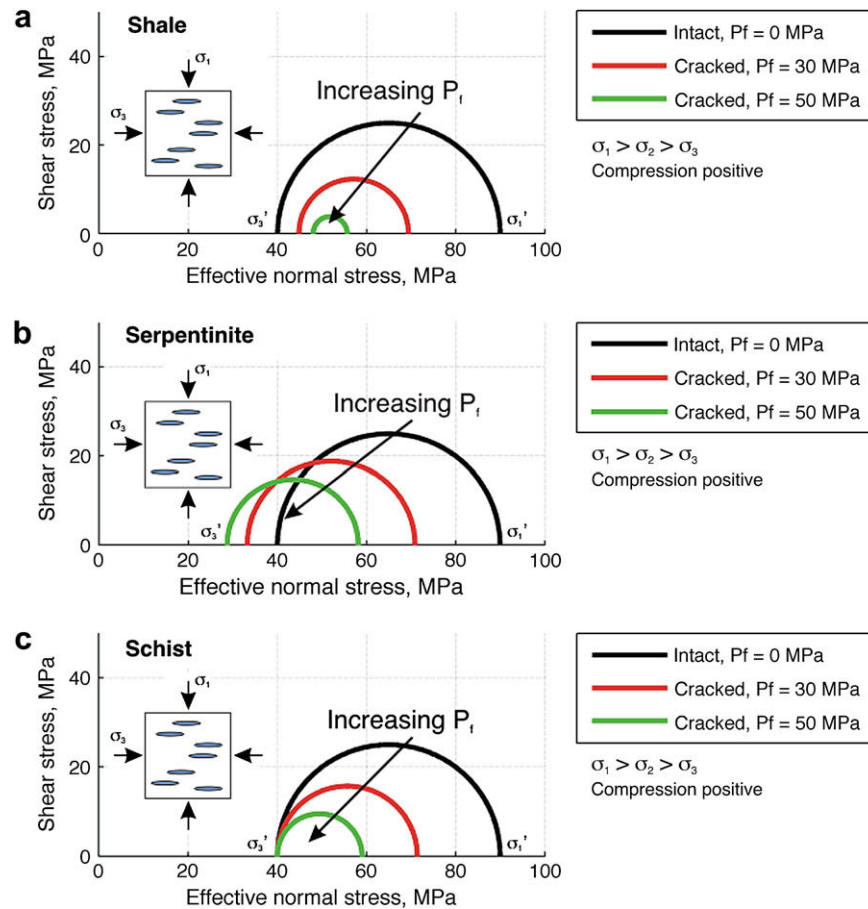 a
Shale
σ1
σ3
Increasing Pf
σ3'
σ1'
Shear stress, MPa
40
20
0
0 20 40 60 80 100
Effective normal stress, MPa
Intact, Pf = 0 MPa
Cracked, Pf = 30 MPa
Cracked, Pf = 50 MPa
σ1 > σ2 > σ3
Compression positive
b
Serpentinite
σ1
σ3
Increasing Pf
σ3'
σ1'
Shear stress, MPa
40
20
0
0 20 40 60 80 100
Effective normal stress, MPa
Intact, Pf = 0 MPa
Cracked, Pf = 30 MPa
Cracked, Pf = 50 MPa
σ1 > σ2 > σ3
Compression positive
c
Schist
σ1
σ3
Increasing Pf
σ3'
σ1'
Shear stress, MPa
40
20
0
0 20 40 60 80 100
Effective normal stress, MPa
Intact, Pf = 0 MPa
Cracked, Pf = 30 MPa
Cracked, Pf = 50 MPa
σ1 > σ2 > σ3
Compression positive